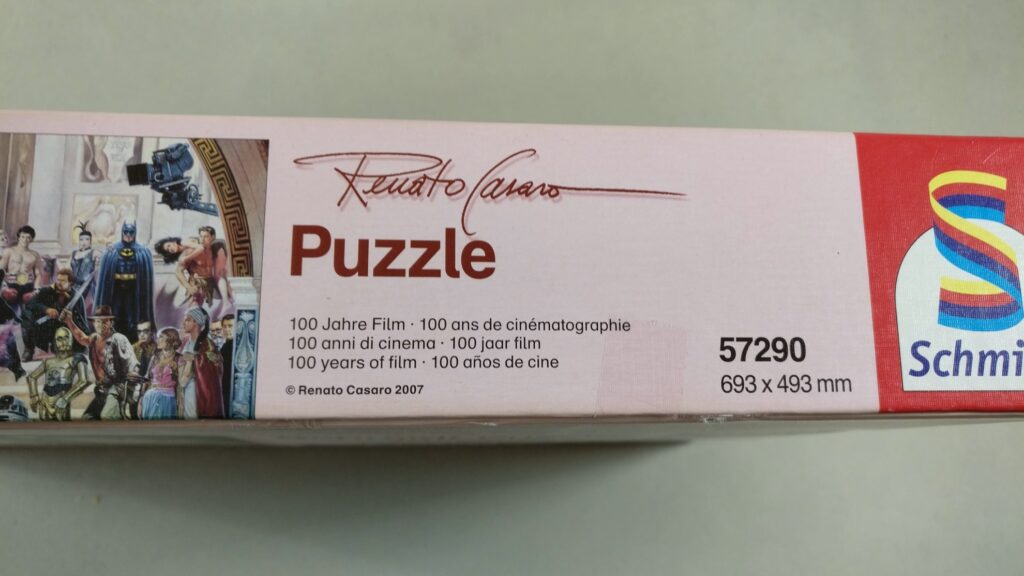 Renato Casaro
Puzzle
100 Jahre Film · 100 ans de cinématographie
100 anni di cinema · 100 jaar film
100 years of film · 100 años de cine
© Renato Casaro 2007
57290
693 x 493 mm
Schmi